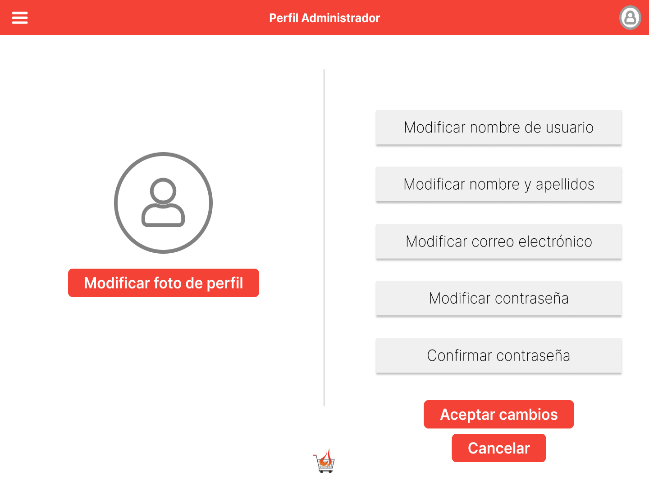 Perfil Administrador
Modificar foto de perfil
Modificar nombre de usuario
Modificar nombre y apellidos
Modificar correo electrónico
Modificar contraseña
Confirmar contraseña
Aceptar cambios
Cancelar